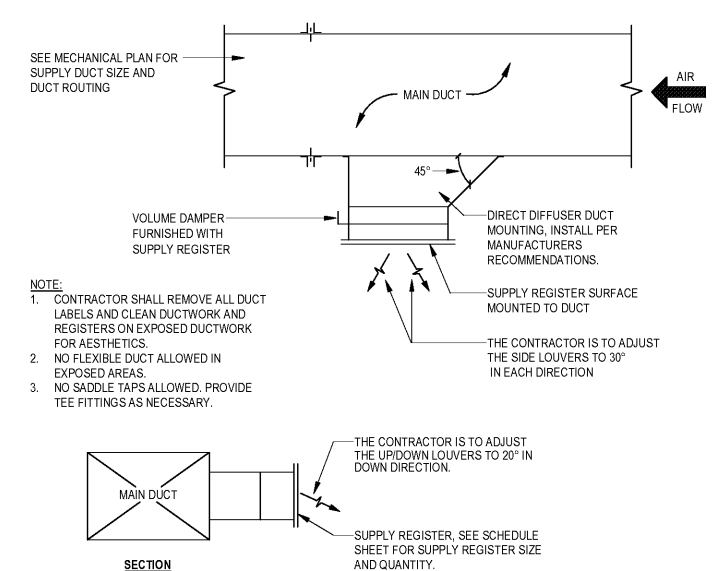 SEE MECHANICAL PLAN FOR
SUPPLY DUCT SIZE AND
DUCT ROUTING
MAIN DUCT
AIR
FLOW
45°
VOLUME DAMPER
FURNISHED WITH
SUPPLY REGISTER
DIRECT DIFFUSER DUCT
MOUNTING, INSTALL PER
MANUFACTURERS
RECOMMENDATIONS.
SUPPLY REGISTER SURFACE
MOUNTED TO DUCT
THE CONTRACTOR IS TO ADJUST
THE SIDE LOUVERS TO 30°
IN EACH DIRECTION
NOTE:
1. CONTRACTOR SHALL REMOVE ALL DUCT
LABELS AND CLEAN DUCTWORK AND
REGISTERS ON EXPOSED DUCTWORK
FOR AESTHETICS.
2. NO FLEXIBLE DUCT ALLOWED IN
EXPOSED AREAS.
3. NO SADDLE TAPS ALLOWED. PROVIDE
TEE FITTINGS AS NECESSARY.
THE CONTRACTOR IS TO ADJUST
THE UP/DOWN LOUVERS TO 20° IN
DOWN DIRECTION.
MAIN DUCT
SUPPLY REGISTER, SEE SCHEDULE
SHEET FOR SUPPLY REGISTER SIZE
AND QUANTITY.
SECTION